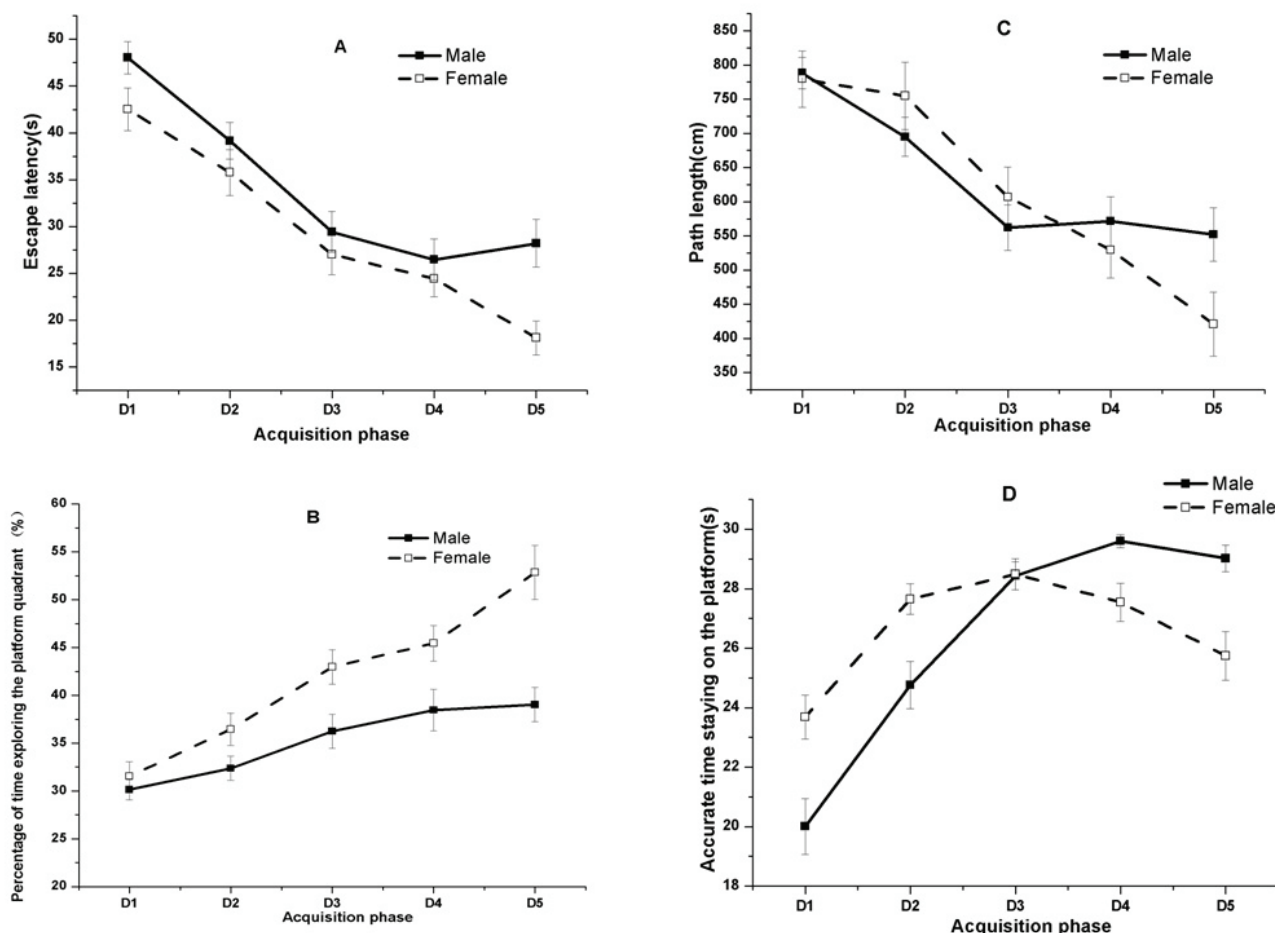 A
Male
Female
Escape latency(s)
50
45
40
35
30
25
20
15
D1 D2 D3 D4 D5
Acquisition phase
C
Male
Female
Path length(cm)
850
800
750
700
650
600
550
500
450
400
350
D1 D2 D3 D4 D5
Acquisition phase
B
Male
Female
Percentage of time exploring the platform quadrant （%）
60
55
50
45
40
35
30
25
20
D1 D2 D3 D4 D5
Acquisition phase
D
Male
Female
Accurate time staying on the platform(s)
30
28
26
24
22
20
18
D1 D2 D3 D4 D5
Acquisition phase